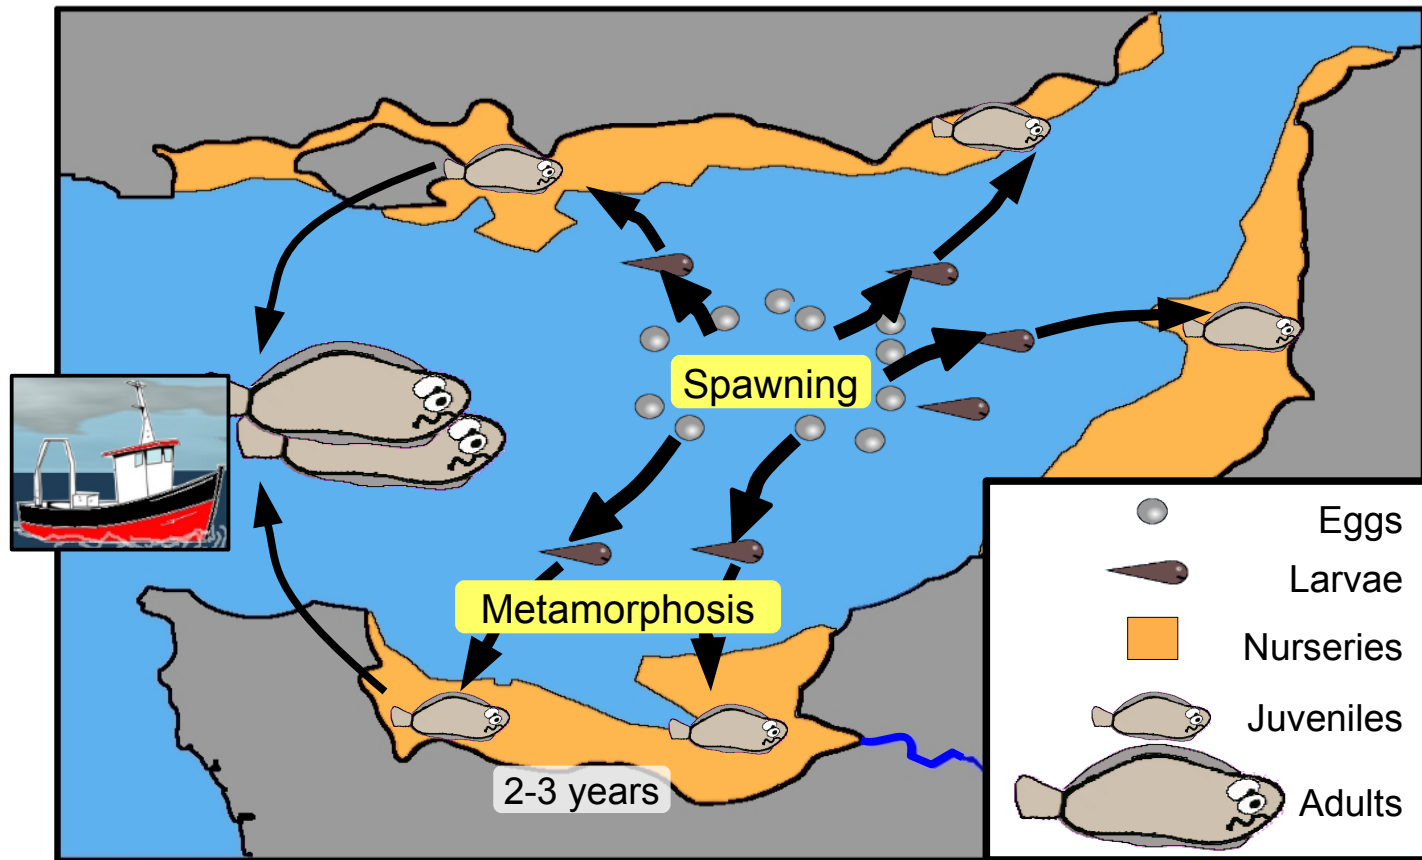 Spawning
Metamorphosis
2-3 years
Eggs
Larvae
Nurseries
Juveniles
Adults